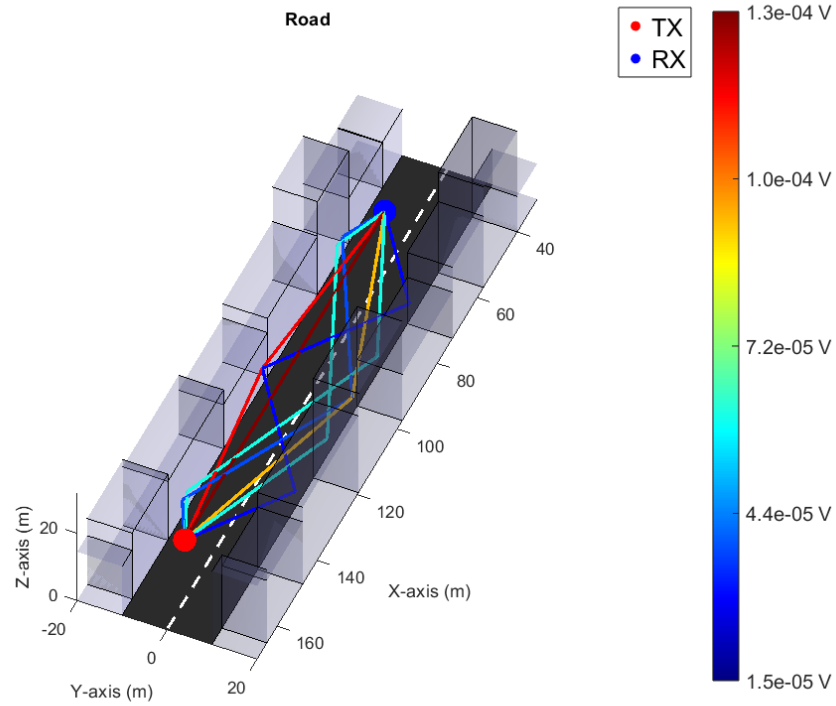 Road
TX
RX
1.3e-04 V
1.0e-04 V
7.2e-05 V
4.4e-05 V
1.5e-05 V
40
60
80
100
120
140
160
X-axis (m)
20
0
Z-axis (m)
-20
0
20
Y-axis (m)